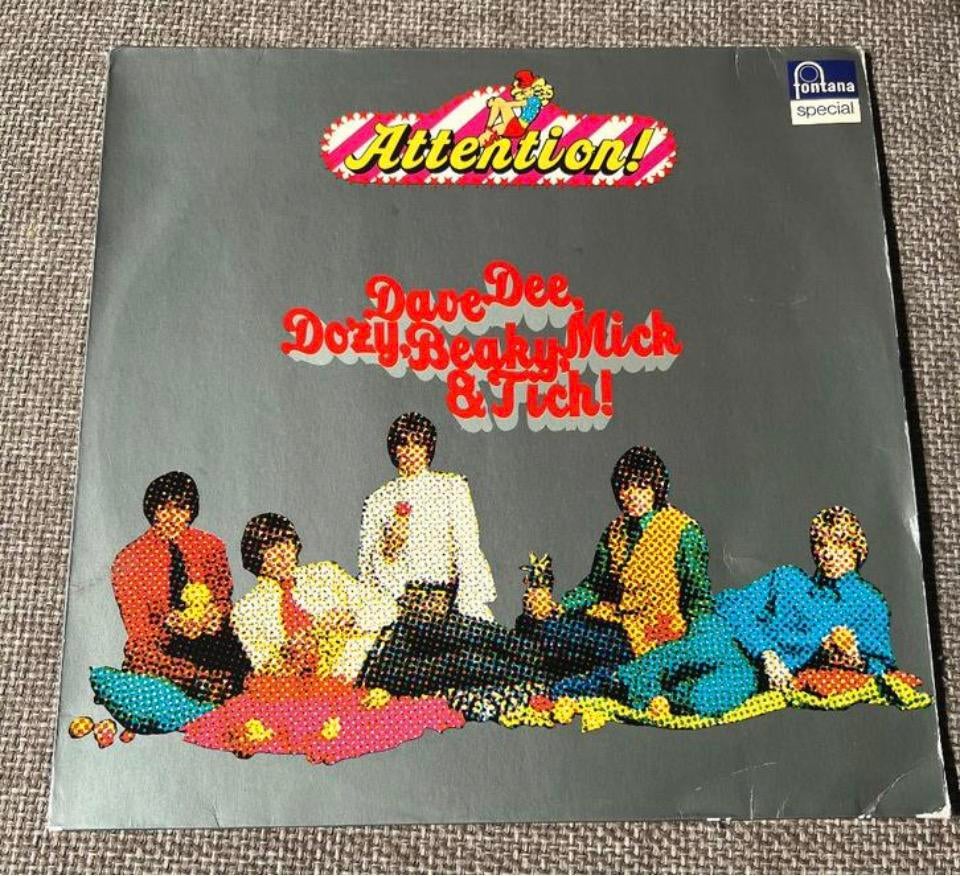 fontana
special
Attention!
Dave Dee,
Dozy, Beaky, Mick
& Tich!